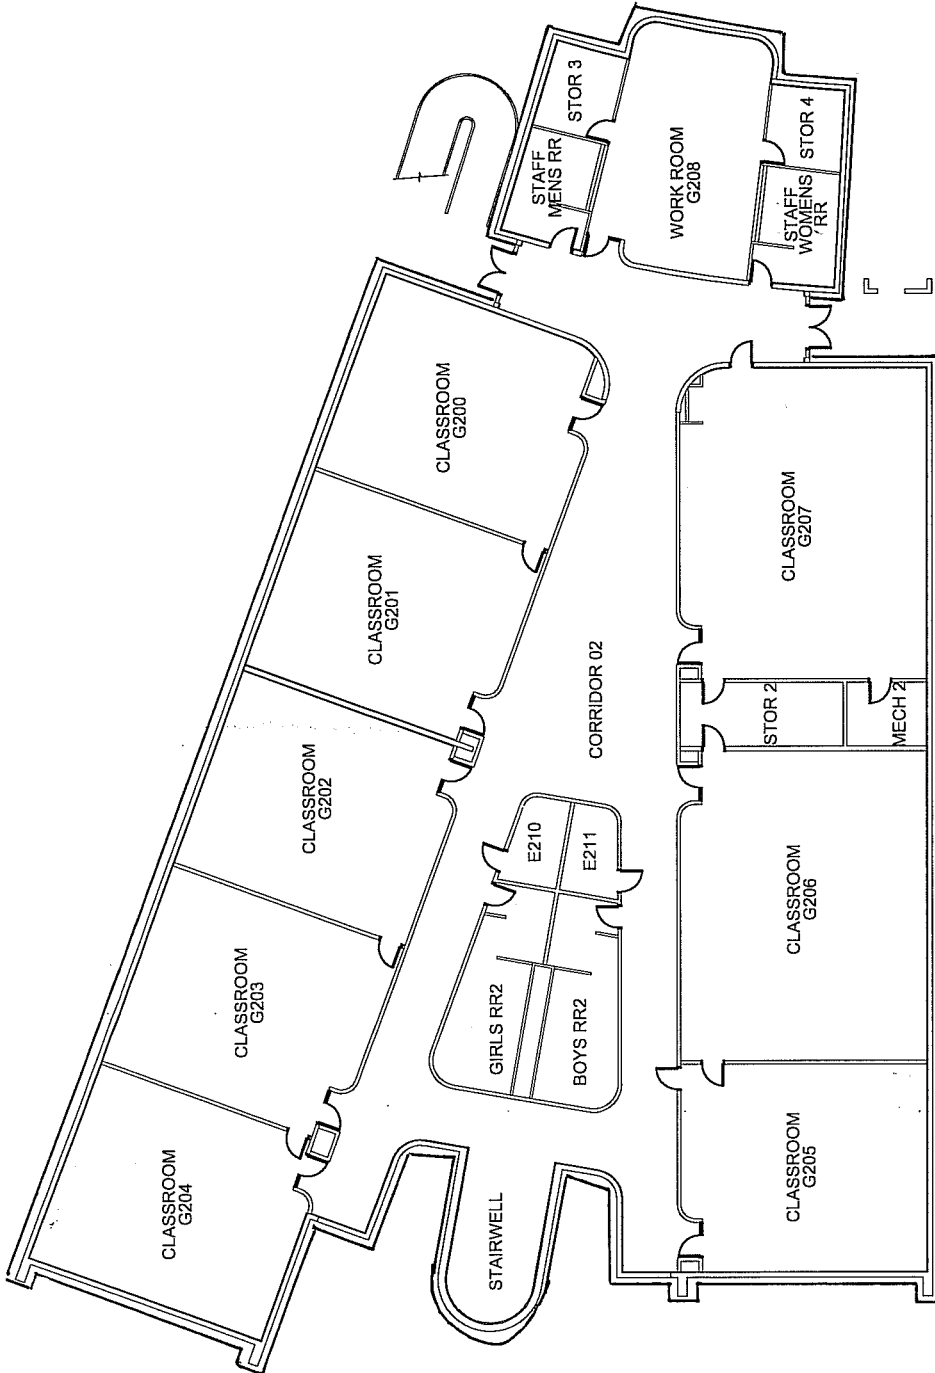 STOR 3
STAFF
MENS RR
WORK ROOM
G208
STOR 4
STAFF
WOMENS
RR
CLASSROOM
G200
CLASSROOM
G201
CLASSROOM
G207
CORRIDOR 02
STOR 2
MECH 2
CLASSROOM
G202
E210
E211
CLASSROOM
G206
CLASSROOM
G203
GIRLS RR2
BOYS RR2
CLASSROOM
G204
STAIRWELL
CLASSROOM
G205